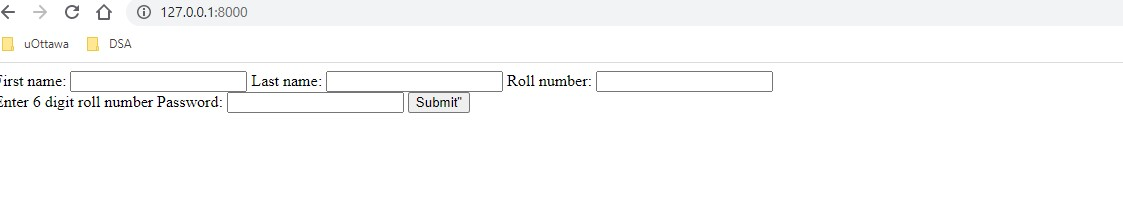 127.0.0.1:8000
uOttawa DSA
First name: Last name: Roll number:
Enter 6 digit roll number Password: Submit"